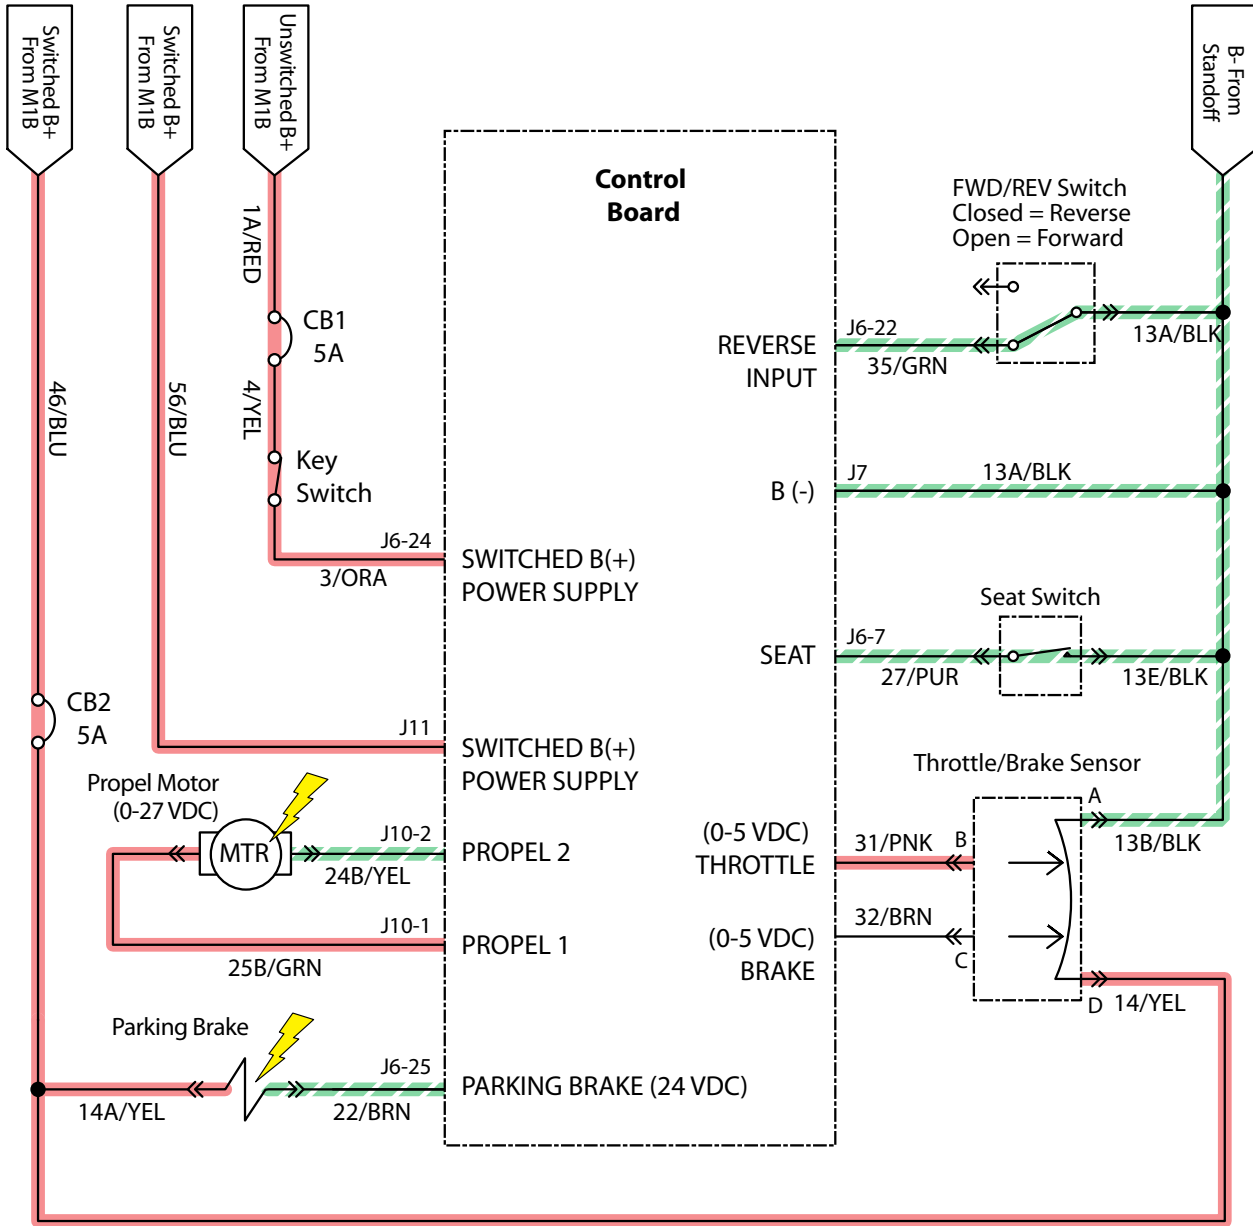 Switched B+
From M1B
Switched B+
From M1B
Unswitched B+
From M1B
B- From
Standoff
Control
Board
FWD/REV Switch
Closed = Reverse
Open = Forward
1A/RED
CB1
5A
4/YEL
46/BLU
56/BLU
Key
Switch
J6-24
3/ORA
SWITCHED B(+)
POWER SUPPLY
REVERSE
INPUT
J6-22
35/GRN
13A/BLK
B (-)
J7
13A/BLK
Seat Switch
SEAT
J6-7
27/PUR
13E/BLK
CB2
5A
J11
SWITCHED B(+)
POWER SUPPLY
Propel Motor
(0-27 VDC)
MTR
J10-2
24B/YEL
PROPEL 2
J10-1
25B/GRN
PROPEL 1
Throttle/Brake Sensor
A
13B/BLK
(0-5 VDC)
THROTTLE
31/PNK
B
(0-5 VDC)
BRAKE
32/BRN
C
D
14/YEL
Parking Brake
J6-25
14A/YEL
22/BRN
PARKING BRAKE (24 VDC)